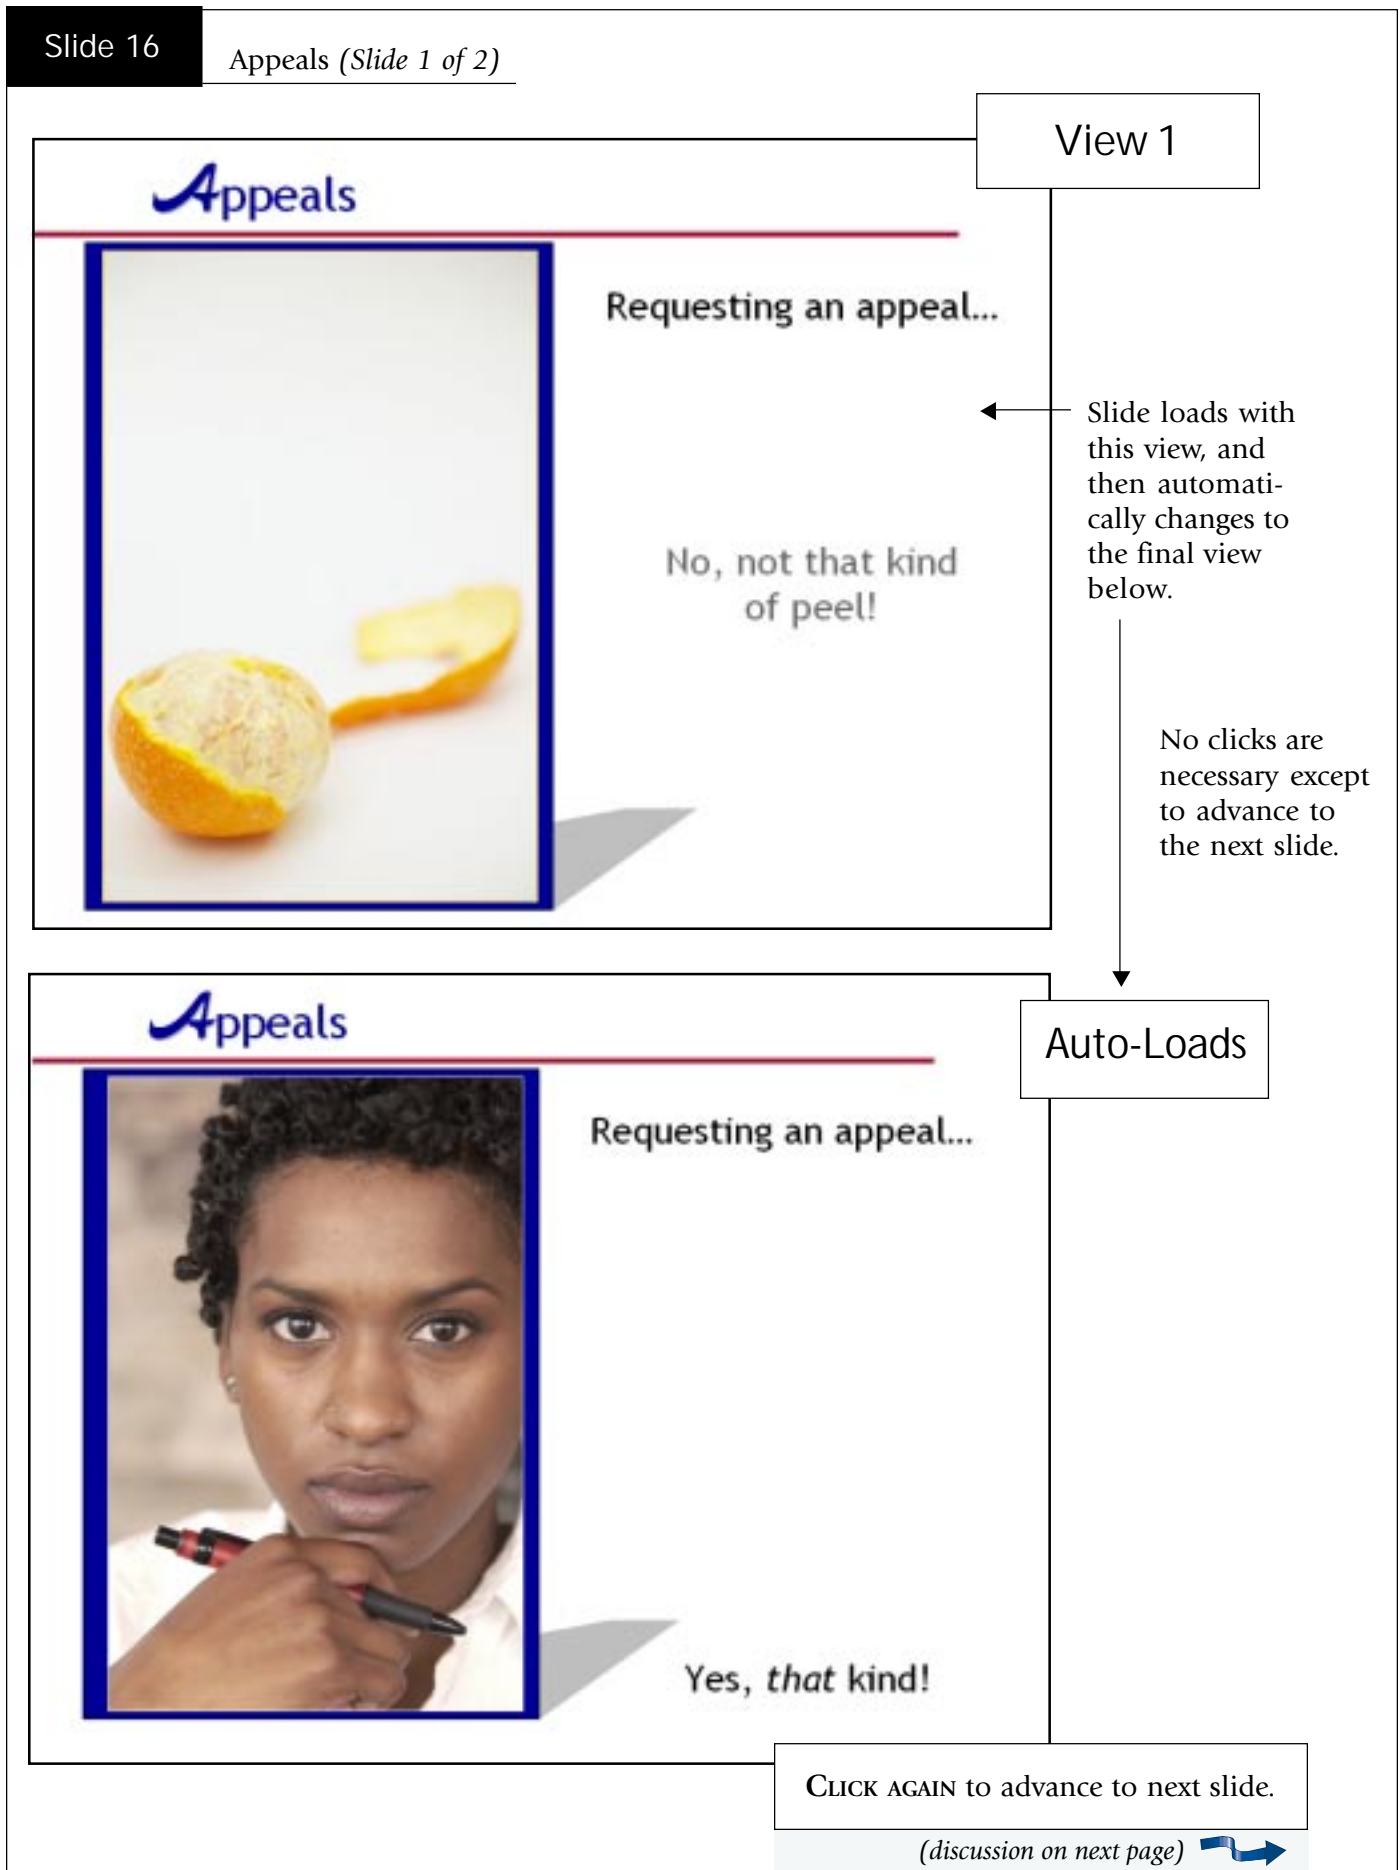 Slide 16
Appeals (Slide 1 of 2)
View 1
Appeals
Requesting an appeal...
No, not that kind
of peel!
Slide loads with
this view, and
then automati-
cally changes to
the final view
below.
No clicks are
necessary except
to advance to
the next slide.
Auto-Loads
Appeals
Requesting an appeal...
Yes, that kind!
CLICK AGAIN to advance to next slide.
(discussion on next page)